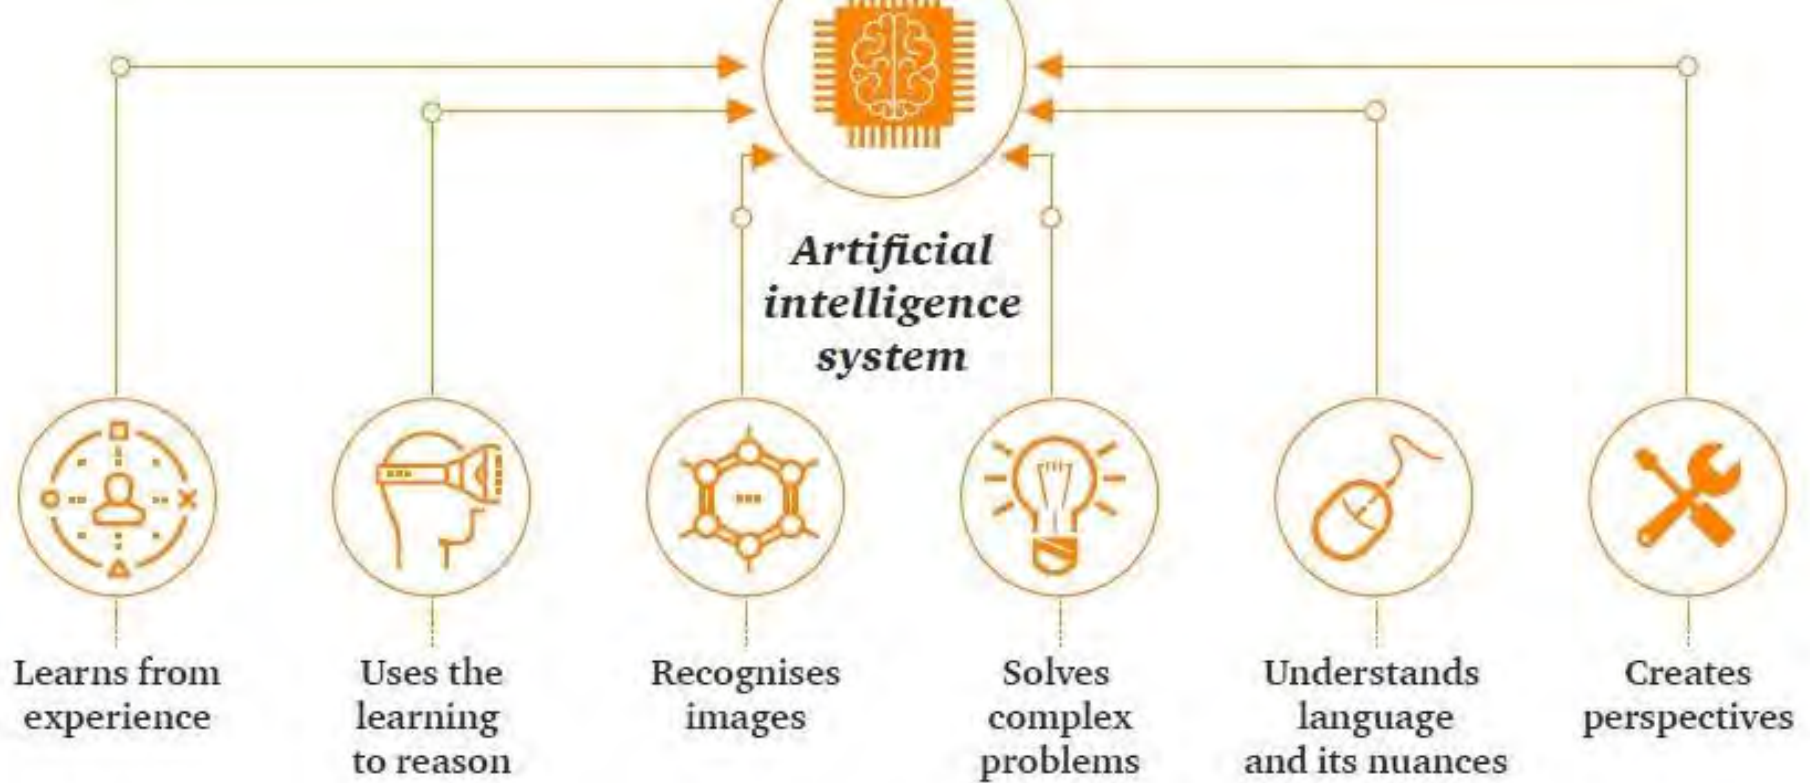 Artificial
intelligence
system
Learns from
experience
Uses the
learning
to reason
Recognises
images
Solves
complex
problems
Understands
language
and its nuances
Creates
perspectives